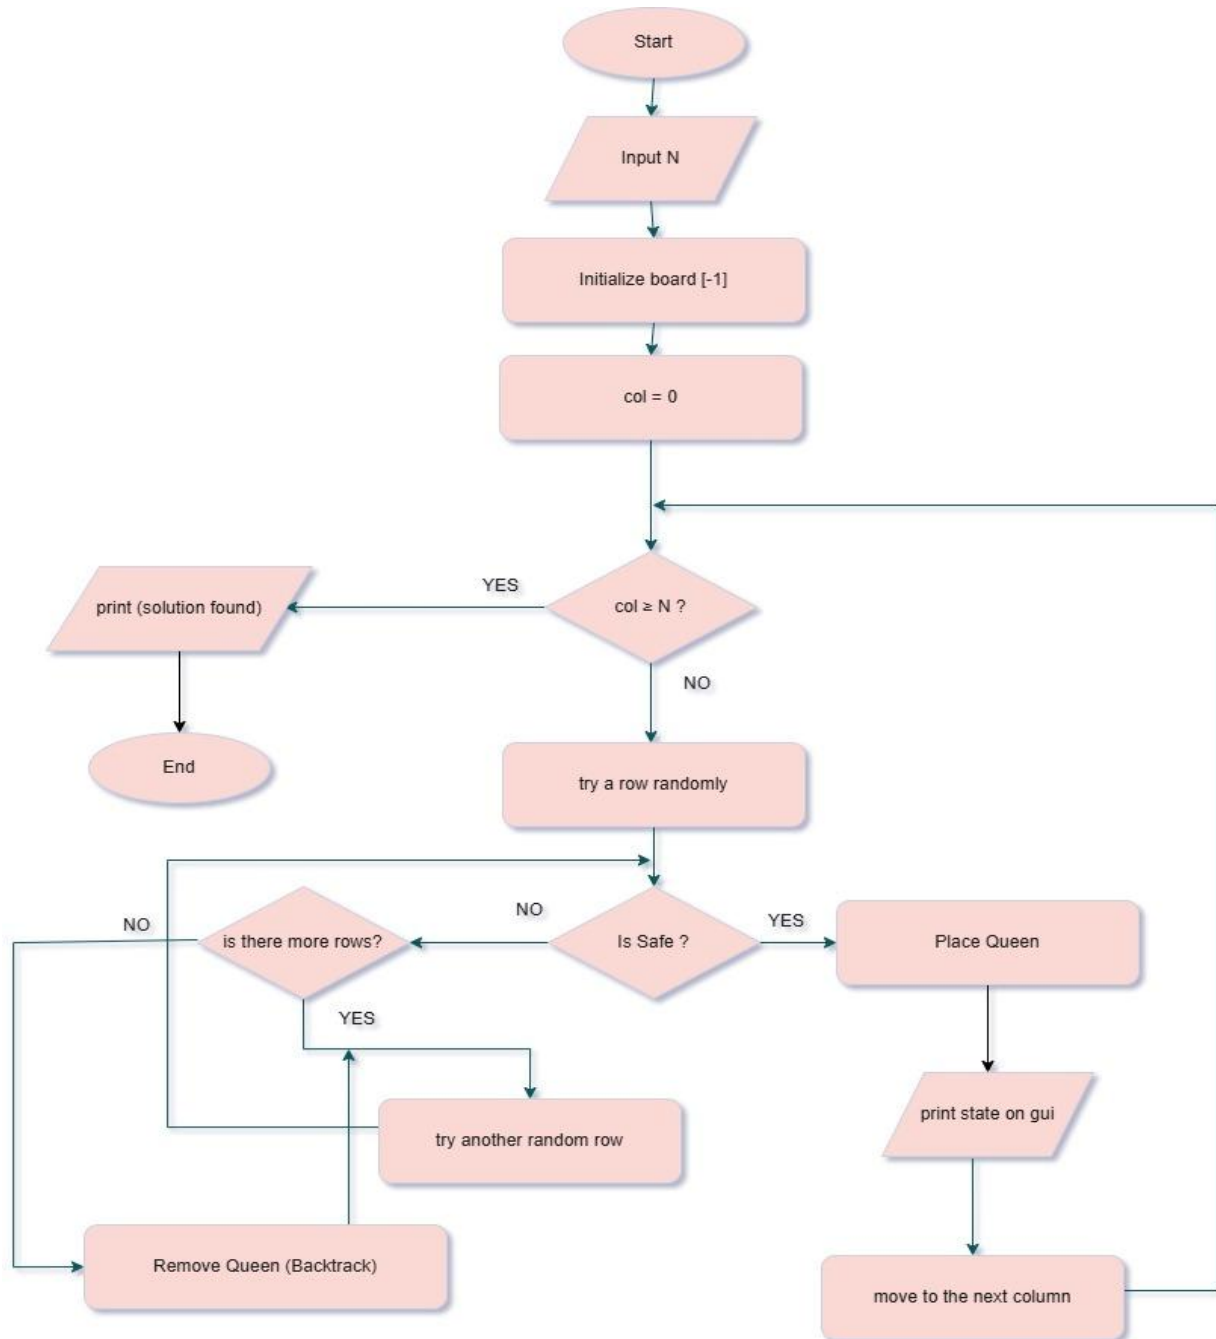 Start
Input N
Initialize board [-1]
col = 0
YES
print (solution found)
col ≥ N ?
NO
End
try a row randomly
NO
NO
YES
is there more rows?
Is Safe ?
Place Queen
YES
print state on gui
try another random row
Remove Queen (Backtrack)
move to the next column